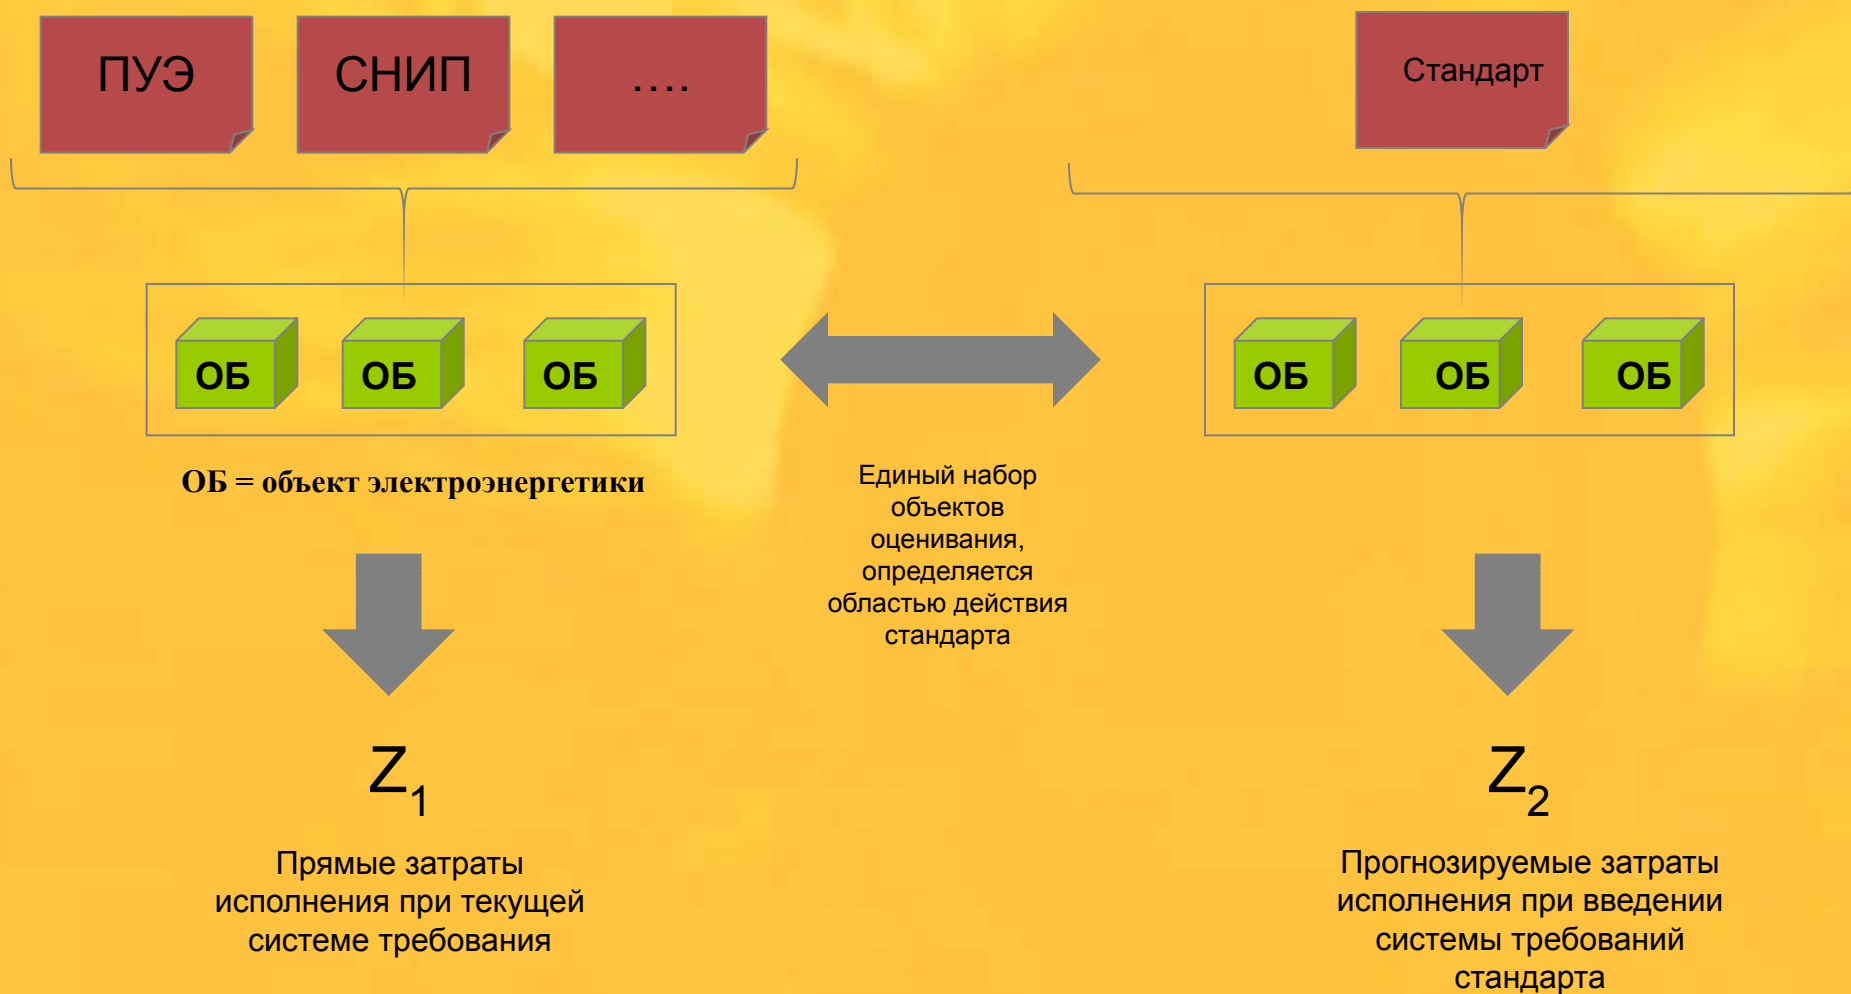 ПУЭ
СНИП
….
Стандарт
ОБ
ОБ
ОБ
ОБ
ОБ
ОБ
ОБ = объект электроэнергетики
Единый набор
объектов
оценивания,
определяется
областью действия
стандарта
Z1
Прямые затраты
исполнения при текущей
системе требования
Z2
Прогнозируемые затраты
исполнения при введении
системы требований
стандарта